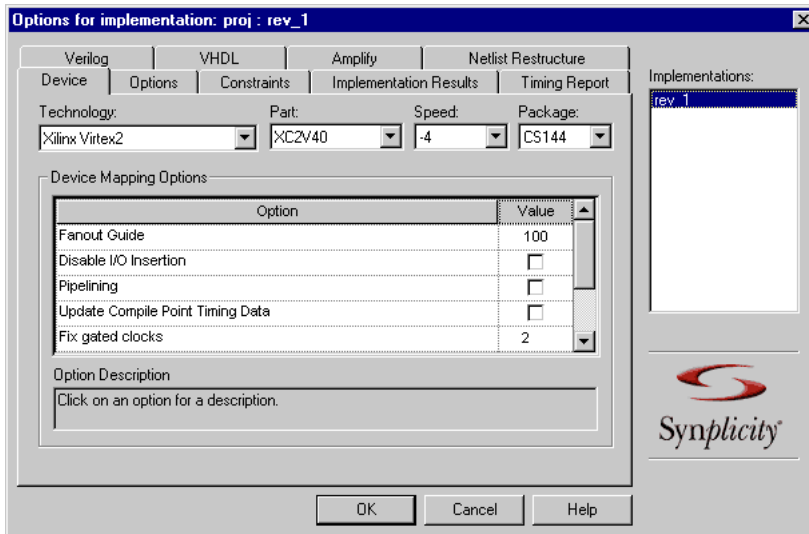 Options for implementation: proj : rev_1
Verilog VHDL Amplify Netlist Restructure
Device Options Constraints Implementation Results Timing Report
Implementations:
rev_1
Technology: Part: Speed: Package:
Xilinx Virtex2 XC2V40 -4 CS144
Device Mapping Options
Option Value
Fanout Guide 100
Disable I/O Insertion
Pipelining
Update Compile Point Timing Data
Fix gated clocks 2
Option Description
Click on an option for a description.
Synplicity®
OK Cancel Help